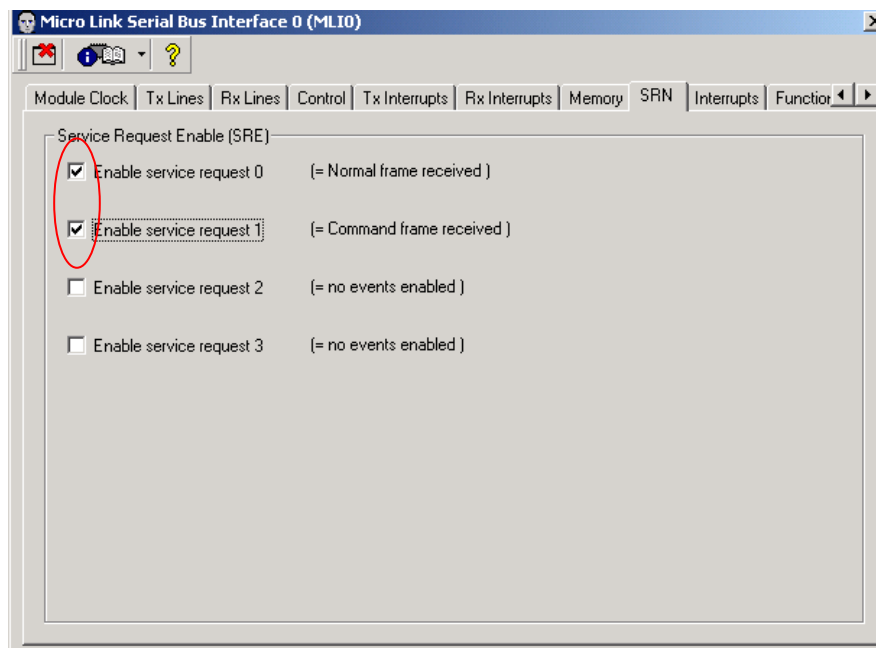 Micro Link Serial Bus Interface 0 (MLI0)
Module Clock Tx Lines Rx Lines Control Tx Interrupts Rx Interrupts Memory SRN Interrupts Function
Service Request Enable (SRE)
Enable service request 0 (= Normal frame received )
Enable service request 1 (= Command frame received )
Enable service request 2 (= no events enabled )
Enable service request 3 (= no events enabled )